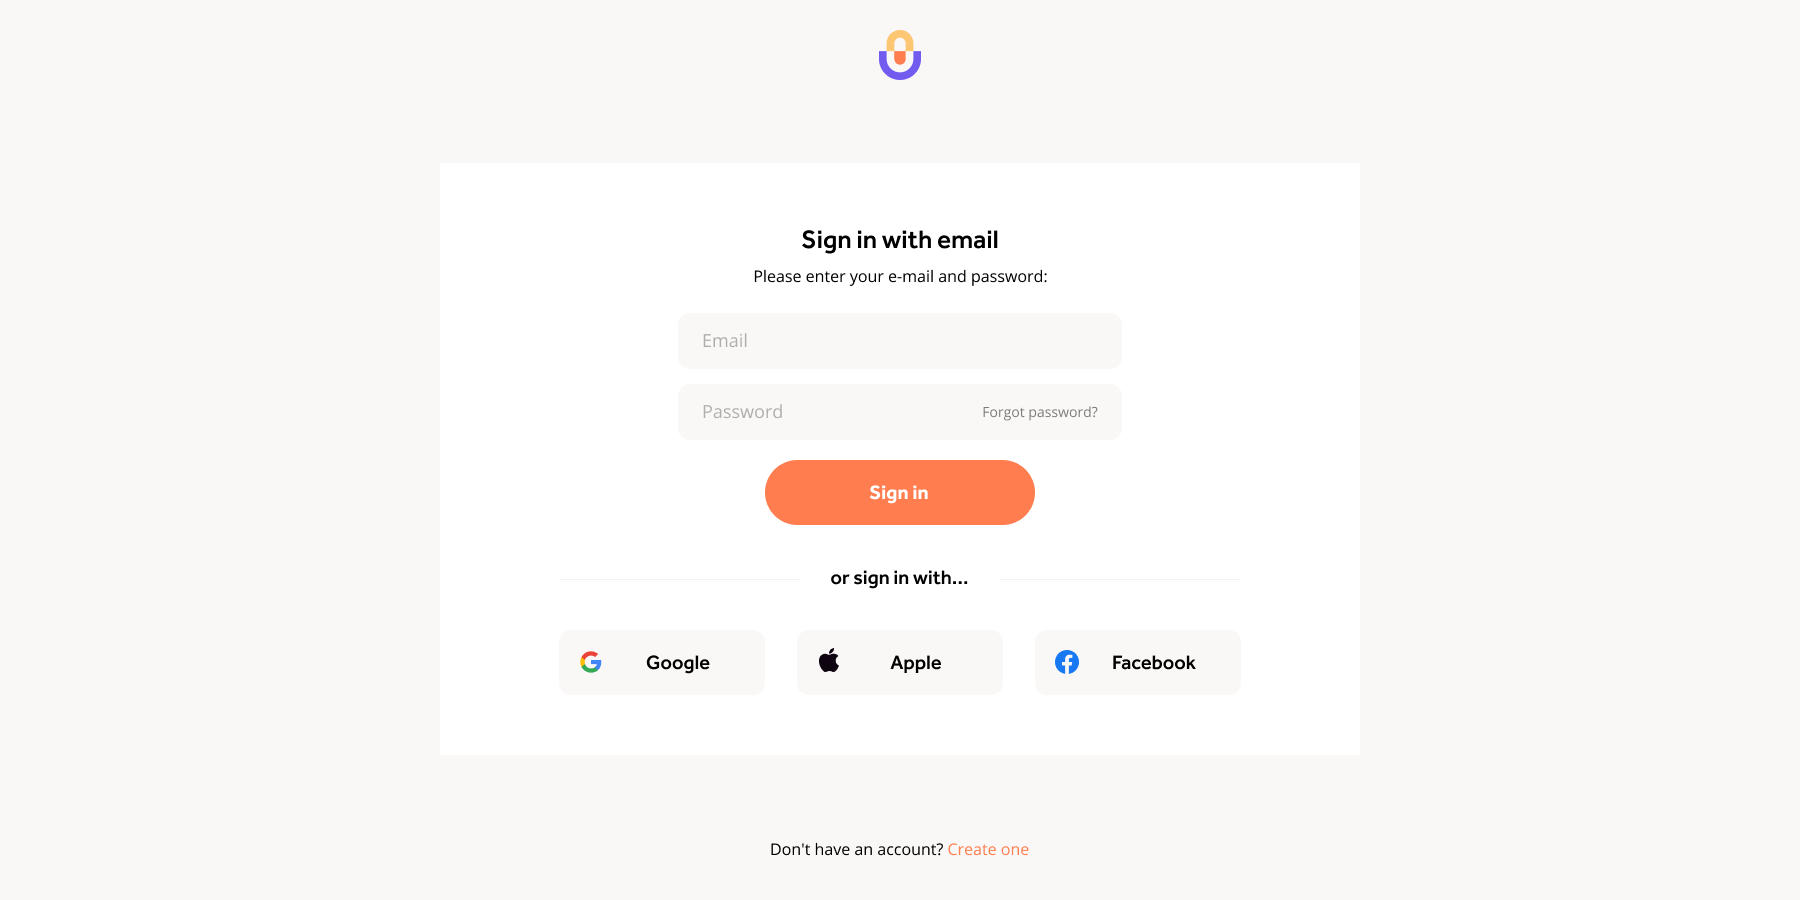 Sign in with email
Please enter your e-mail and password:
Email
Password Forgot password?
Sign in
or sign in with...
Google Apple Facebook
Don't have an account? Create one